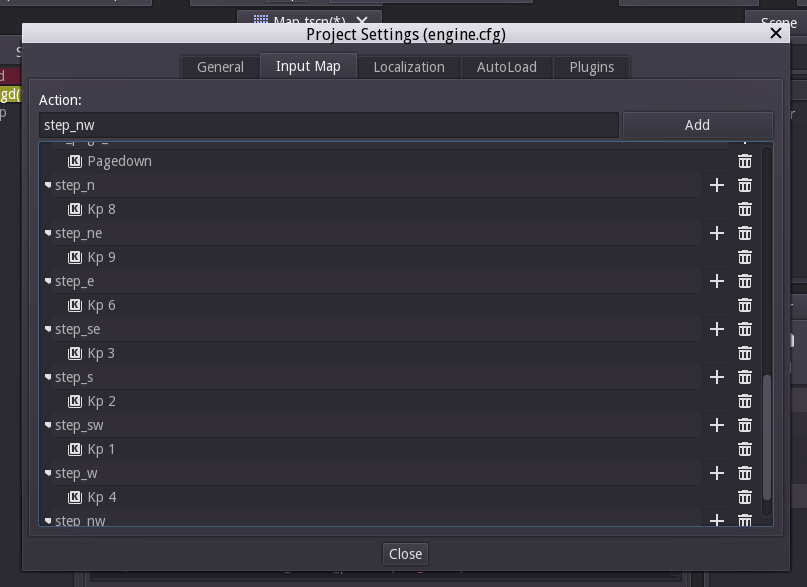 Map.tscn(*)
Scene
Project Settings (engine.cfg)
General Input Map Localization AutoLoad Plugins
Action:
step_nw Add
Pagedown
step_n
Kp 8
step_ne
Kp 9
step_e
Kp 6
step_se
Kp 3
step_s
Kp 2
step_sw
Kp 1
step_w
Kp 4
step_nw
Close